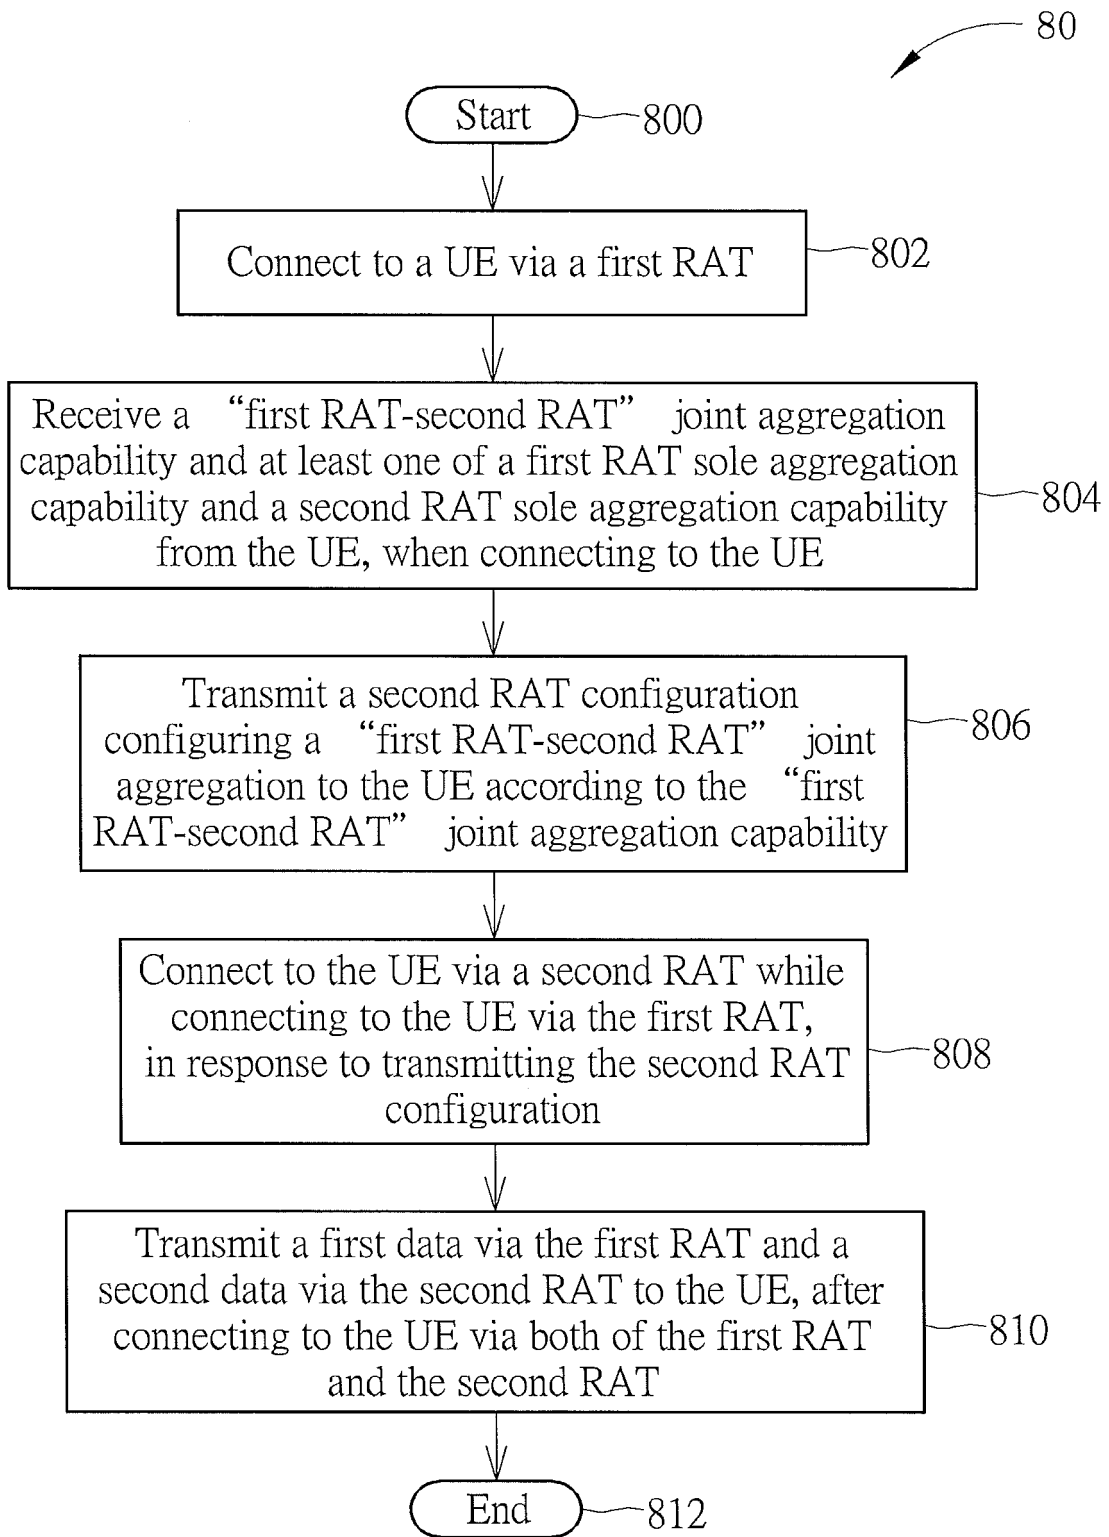 80
Start
800
Connect to a UE via a first RAT
802
Receive a “first RAT-second RAT” joint aggregation
capability and at least one of a first RAT sole aggregation
capability and a second RAT sole aggregation capability
from the UE, when connecting to the UE
804
Transmit a second RAT configuration
configuring a “first RAT-second RAT” joint
aggregation to the UE according to the “first
RAT-second RAT” joint aggregation capability
806
Connect to the UE via a second RAT while
connecting to the UE via the first RAT,
in response to transmitting the second RAT
configuration
808
Transmit a first data via the first RAT and a
second data via the second RAT to the UE, after
connecting to the UE via both of the first RAT
and the second RAT
810
End
812